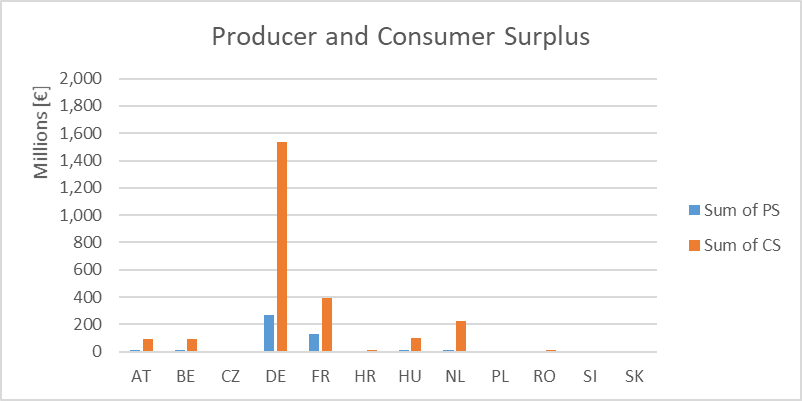 Producer and Consumer Surplus
Millions [€]
2,000
1,800
1,600
1,400
1,200
1,000
800
600
400
200
0
AT BE CZ DE FR HR HU NL PL RO SI SK
Sum of PS
Sum of CS